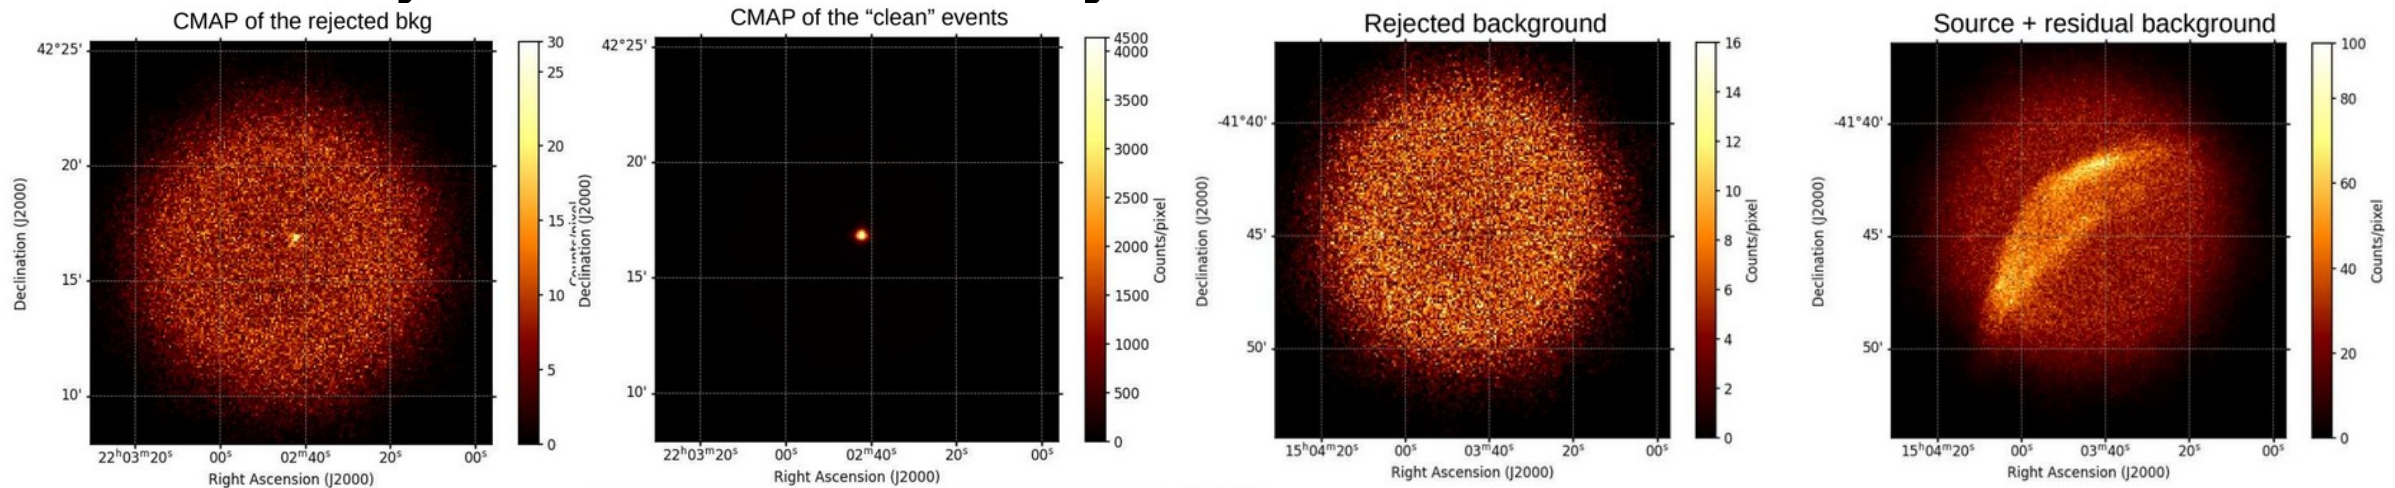 CMAP of the rejected bkg
42°25'
20'
15'
10'
Declination (J2000)
22ʰ03ᵐ20ˢ 00ˢ 02ᵐ40ˢ 20ˢ 00ˢ
Right Ascension (J2000)
30
25
20
15
10
5
0
CMAP of the “clean” events
42°25'
20'
15'
10'
Declination (J2000)
22ʰ03ᵐ20ˢ 00ˢ 02ᵐ40ˢ 20ˢ 00ˢ
Right Ascension (J2000)
4500
4000
3500
3000
2500
2000
1500
1000
500
0
Counts/pixel
Rejected background
-41°40'
45'
50'
Declination (J2000)
15ʰ04ᵐ20ˢ 00ˢ 03ᵐ40ˢ 20ˢ 00ˢ
Right Ascension (J2000)
16
14
12
10
8
6
4
2
0
Counts/pixel
Source + residual background
-41°40'
45'
50'
Declination (J2000)
15ʰ04ᵐ20ˢ 00ˢ 03ᵐ40ˢ 20ˢ 00ˢ
Right Ascension (J2000)
100
80
60
40
20
0
Counts/pixel